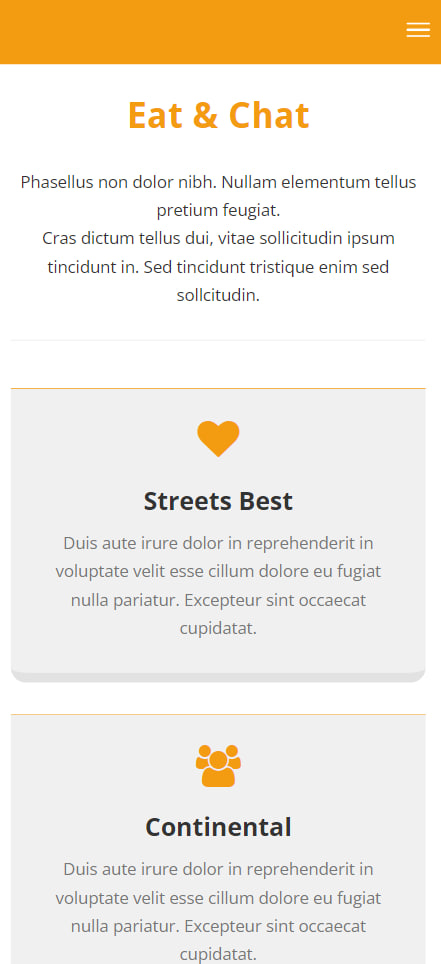 Eat & Chat
Phasellus non dolor nibh. Nullam elementum tellus
pretium feugiat.
Cras dictum tellus dui, vitae sollicitudin ipsum
tincidunt in. Sed tincidunt tristique enim sed
sollcitudin.
Streets Best
Duis aute irure dolor in reprehenderit in
voluptate velit esse cillum dolore eu fugiat
nulla pariatur. Excepteur sint occaecat
cupidatat.
Continental
Duis aute irure dolor in reprehenderit in
voluptate velit esse cillum dolore eu fugiat
nulla pariatur. Excepteur sint occaecat
cupidatat.